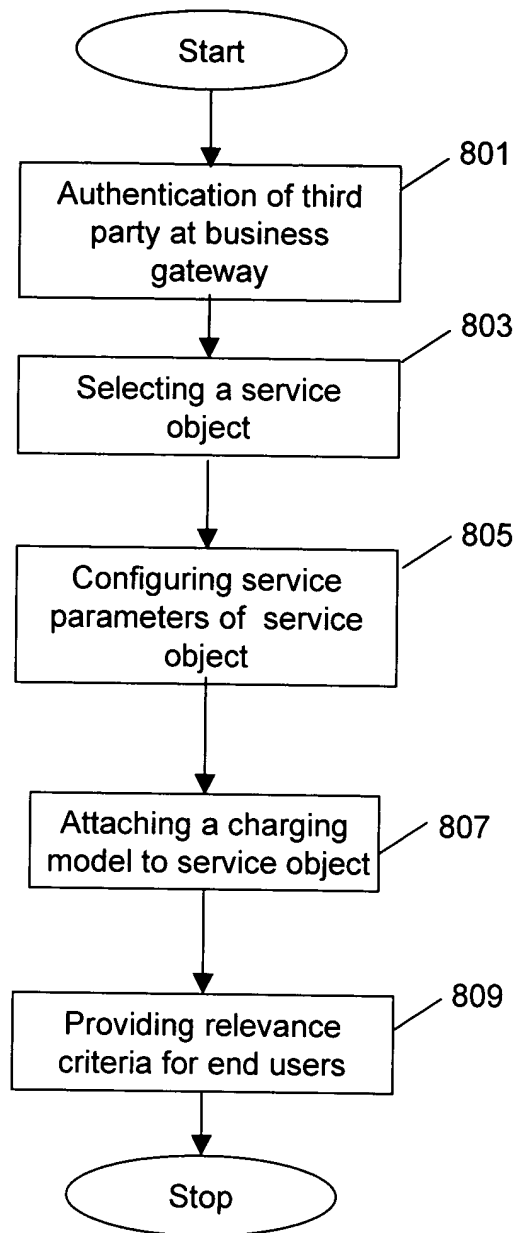 Start
801
Authentication of third
party at business
gateway
803
Selecting a service
object
805
Configuring service
parameters of service
object
Attaching a charging
model to service object
807
809
Providing relevance
criteria for end users
Stop